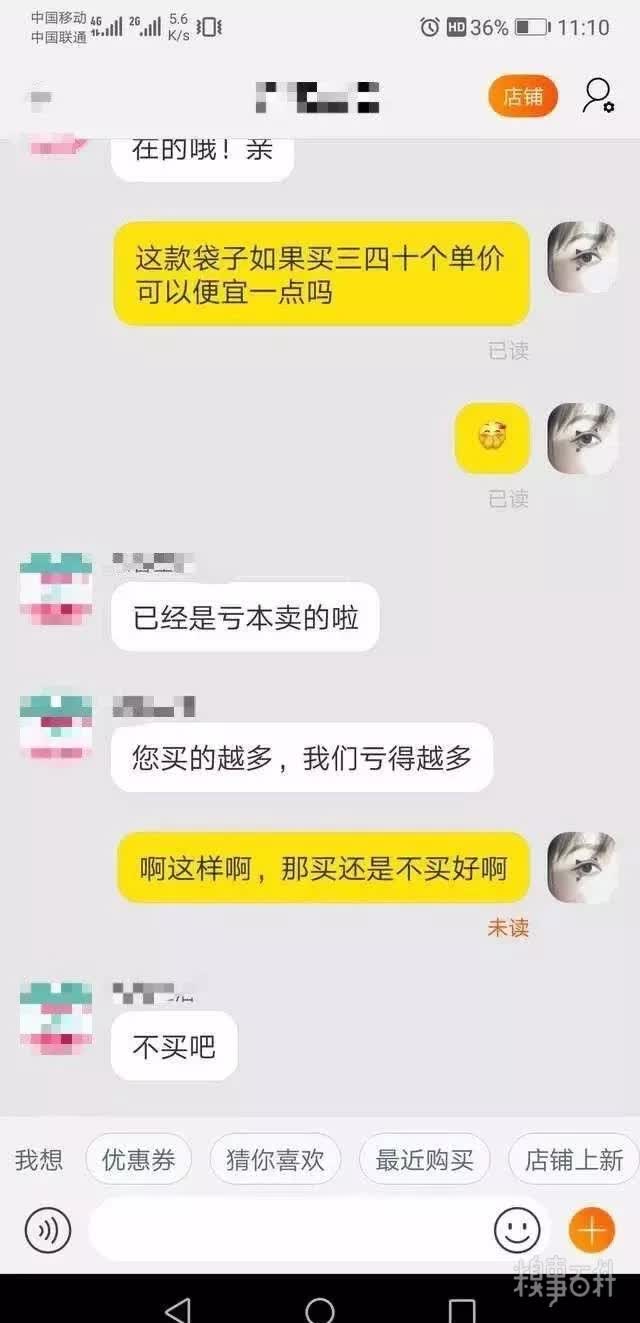 中国移动 4G 2G 5.6 HD 36% 11:10
中国联通 K/s
店铺
在的哦！亲
这款袋子如果买三四十个单价
可以便宜一点吗
已读
已读
已经是亏本卖的啦
您买的越多，我们亏得越多
啊这样啊，那买还是不买好啊
未读
不买吧
我想 优惠券 猜你喜欢 最近购买 店铺上新
糗事百科